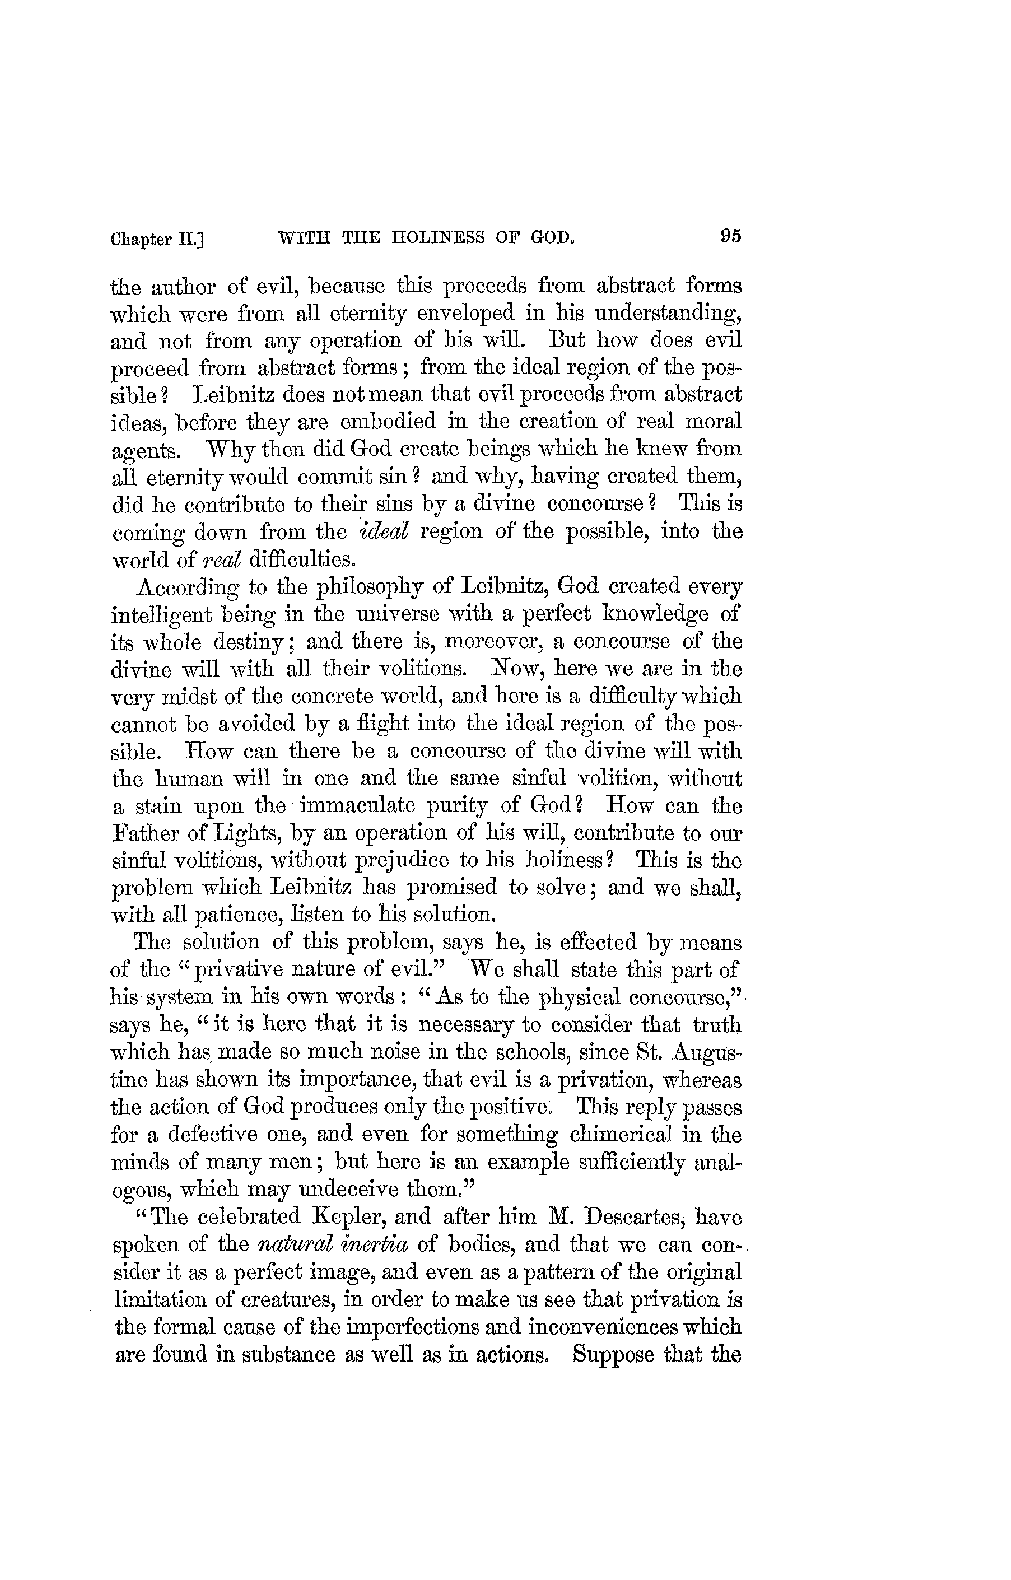 Chapter II.] WITH THE HOLINESS OF GOD. 95
the author of evil, because this proceeds from abstract forms
which were from all eternity enveloped in his understanding,
and not from any operation of his will. But how does evil
proceed from abstract forms; from the ideal region of the pos-
sible? Leibnitz does not mean that evil proceeds from abstract
ideas, before they are embodied in the creation of real moral
agents. Why then did God create beings which he knew from
all eternity would commit sin? and why, having created them,
did he contribute to their sins by a divine concourse? This is
coming down from the ideal region of the possible, into the
world of real difficulties.
According to the philosophy of Leibnitz, God created every
intelligent being in the universe with a perfect knowledge of
its whole destiny; and there is, moreover, a concourse of the
divine will with all their volitions. Now, here we are in the
very midst of the concrete world, and here is a difficulty which
cannot be avoided by a flight into the ideal region of the pos-
sible. How can there be a concourse of the divine will with
the human will in one and the same sinful volition, without
a stain upon the immaculate purity of God? How can the
Father of Lights, by an operation of his will, contribute to our
sinful volitions, without prejudice to his holiness? This is the
problem which Leibnitz has promised to solve; and we shall,
with all patience, listen to his solution.
The solution of this problem, says he, is effected by means
of the "privative nature of evil." We shall state this part of
his system in his own words: "As to the physical concourse,"
says he, "it is here that it is necessary to consider that truth
which has made so much noise in the schools, since St. Augus-
tine has shown its importance, that evil is a privation, whereas
the action of God produces only the positive. This reply passes
for a defective one, and even for something chimerical in the
minds of many men; but here is an example sufficiently anal-
ogous, which may undeceive them."
"The celebrated Kepler, and after him M. Descartes, have
spoken of the natural inertia of bodies, and that we can con-
sider it as a perfect image, and even as a pattern of the original
limitation of creatures, in order to make us see that privation is
the formal cause of the imperfections and inconveniences which
are found in substance as well as in actions. Suppose that the